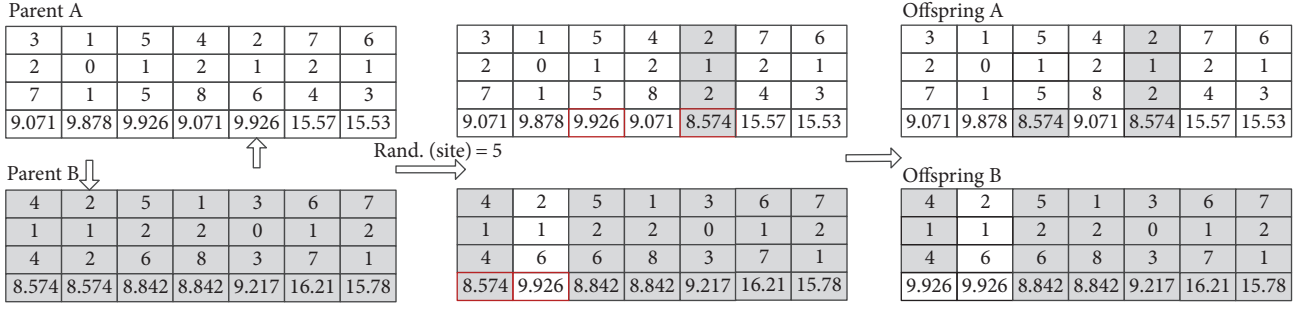 Parent A
3 1 5 4 2 7 6
2 0 1 2 1 2 1
7 1 5 8 6 4 3
9.071 9.878 9.926 9.071 9.926 15.57 15.53
Parent B
4 2 5 1 3 6 7
1 1 2 2 0 1 2
4 2 6 8 3 7 1
8.574 8.574 8.842 8.842 9.217 16.21 15.78
Rand. (site) = 5
3 1 5 4 2 7 6
2 0 1 2 1 2 1
7 1 5 8 2 4 3
9.071 9.878 9.926 9.071 8.574 15.57 15.53
4 2 5 1 3 6 7
1 1 2 2 0 1 2
4 6 6 8 3 7 1
8.574 9.926 8.842 8.842 9.217 16.21 15.78
Offspring A
3 1 5 4 2 7 6
2 0 1 2 1 2 1
7 1 5 8 2 4 3
9.071 9.878 8.574 9.071 8.574 15.57 15.53
Offspring B
4 2 5 1 3 6 7
1 1 2 2 0 1 2
4 6 6 8 3 7 1
9.926 9.926 8.842 8.842 9.217 16.21 15.78